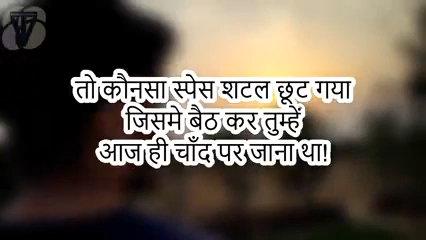 तो कौनसा स्पेस शटल छूट गया
जिसमे बैठ कर तुम्हें
आज ही चाँद पर जाना था!